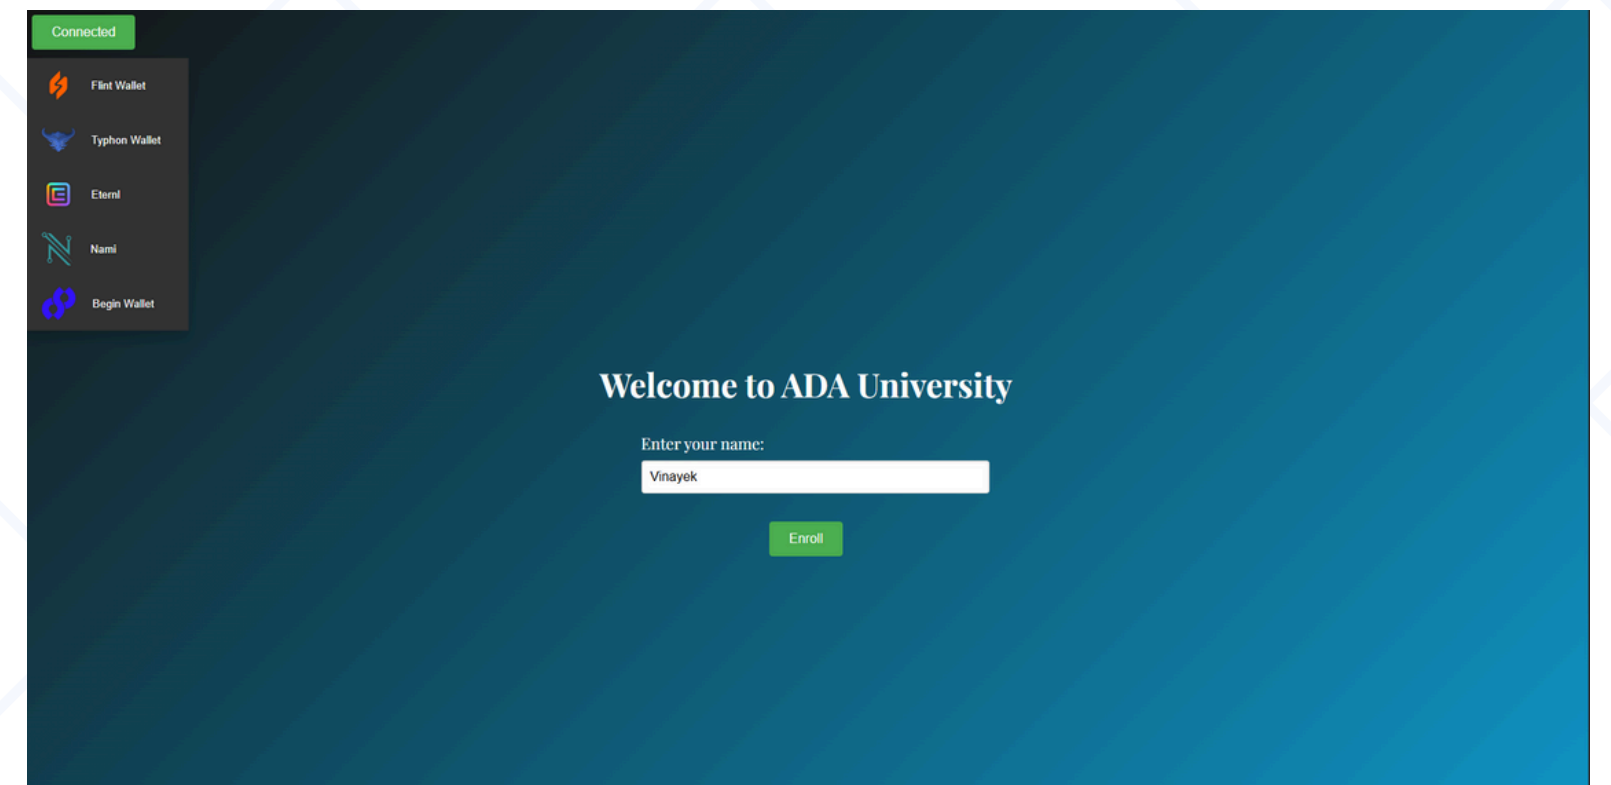 Connected
Flint Wallet
Typhon Wallet
Eternl
Nami
Begin Wallet
Welcome to ADA University
Enter your name:
Vinayek
Enroll